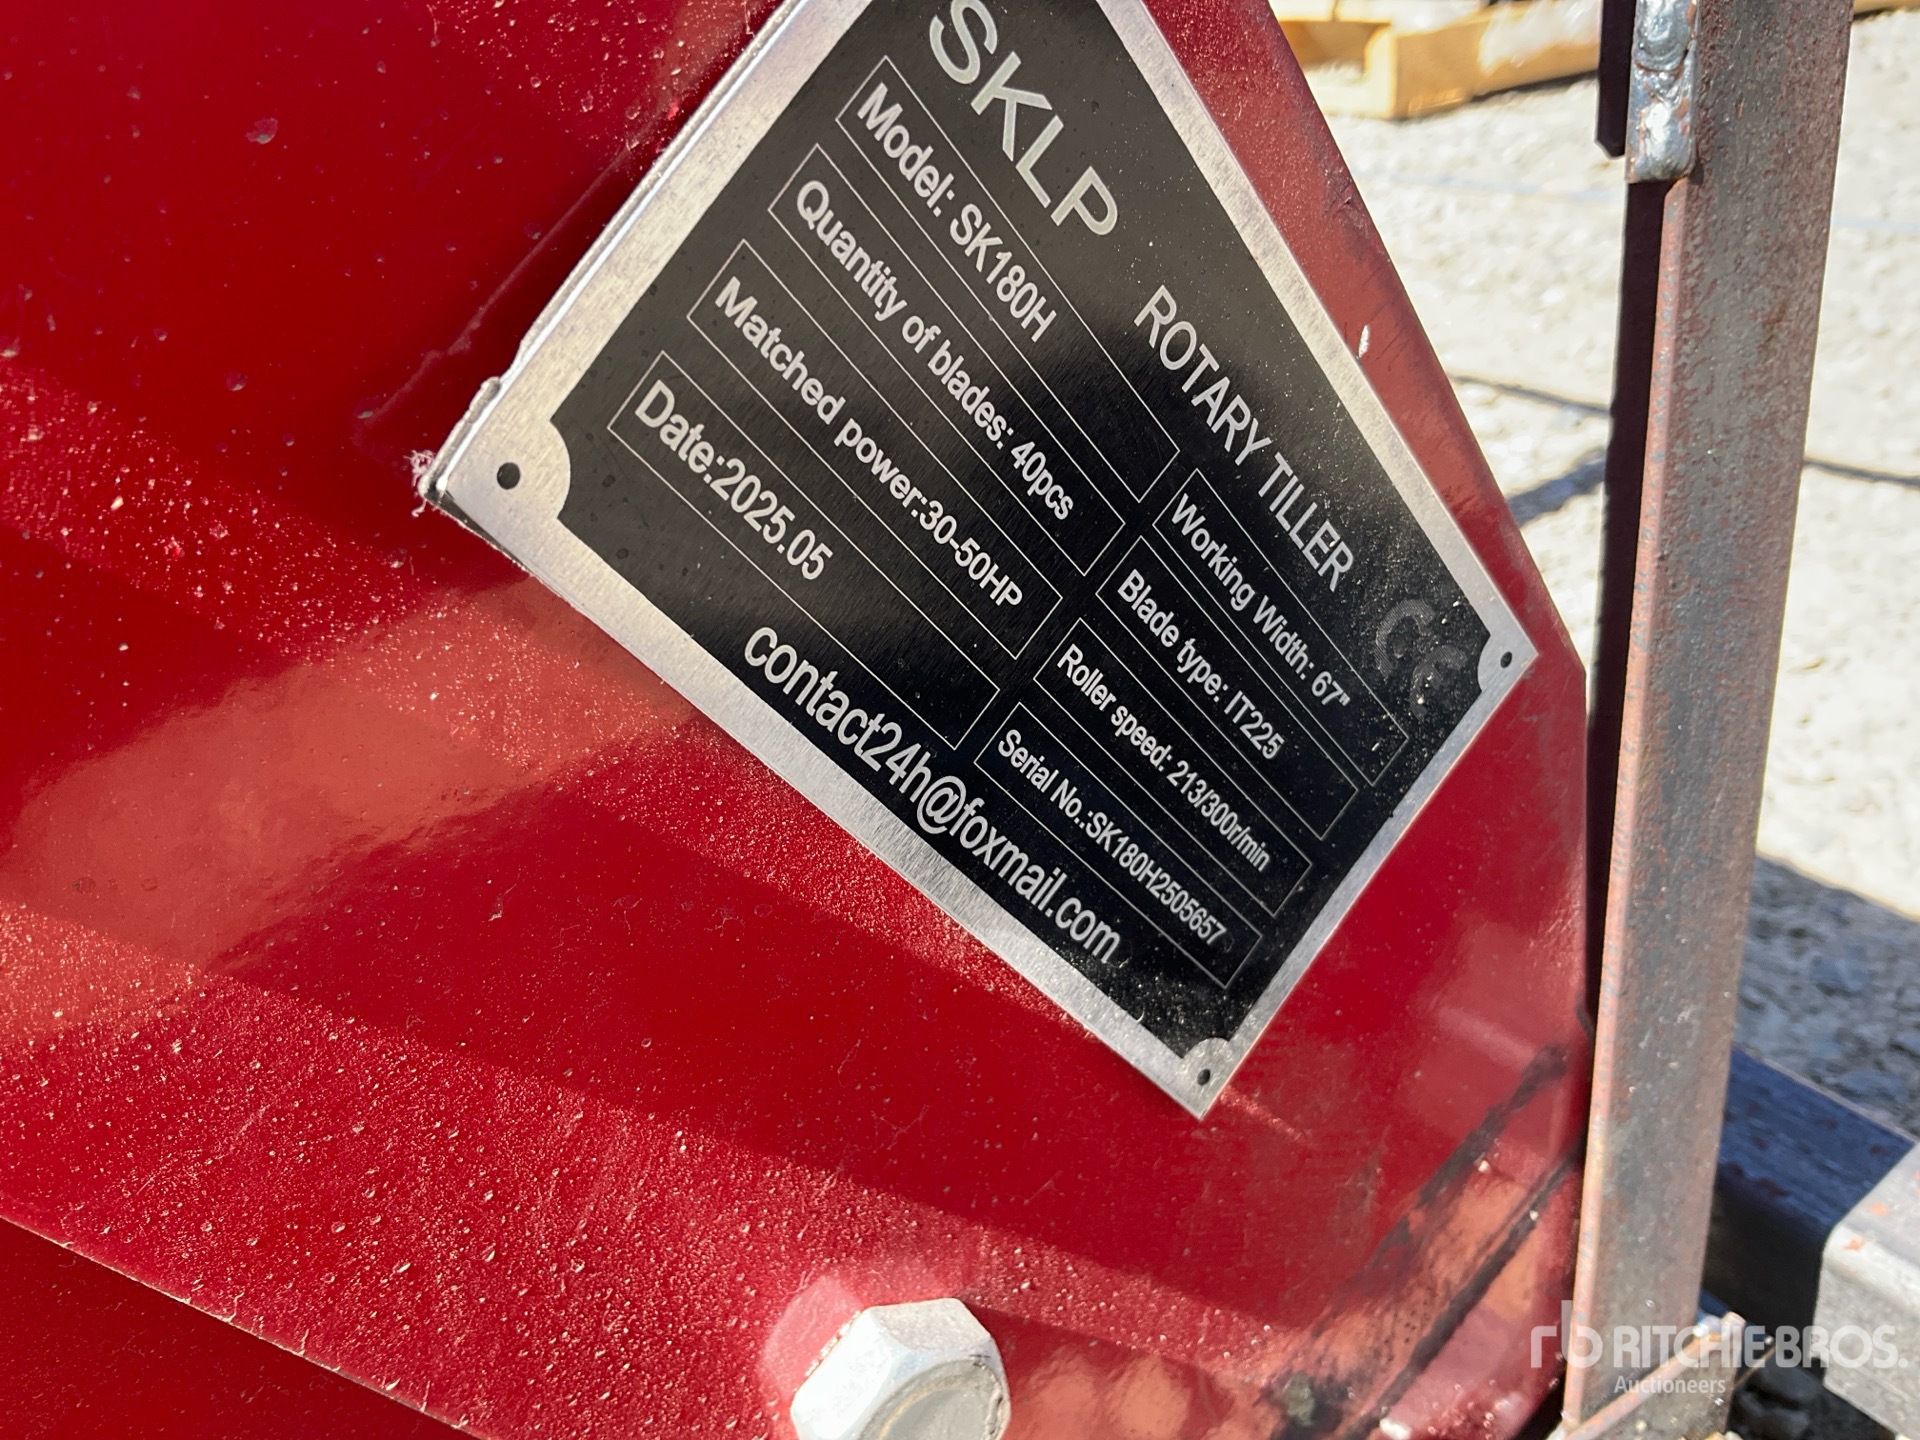 SKLP ROTARY TILLER
Model: SK180H
Working Width: 67"
Quantity of blades: 40pcs
Blade type: IT225
Matched power:30-50HP
Roller speed: 213/300r/min
Date:2025.05
Serial No.:SK180H2505657
contact24h@foxmail.com
CE
rb RITCHIE BROS.
Auctioneers